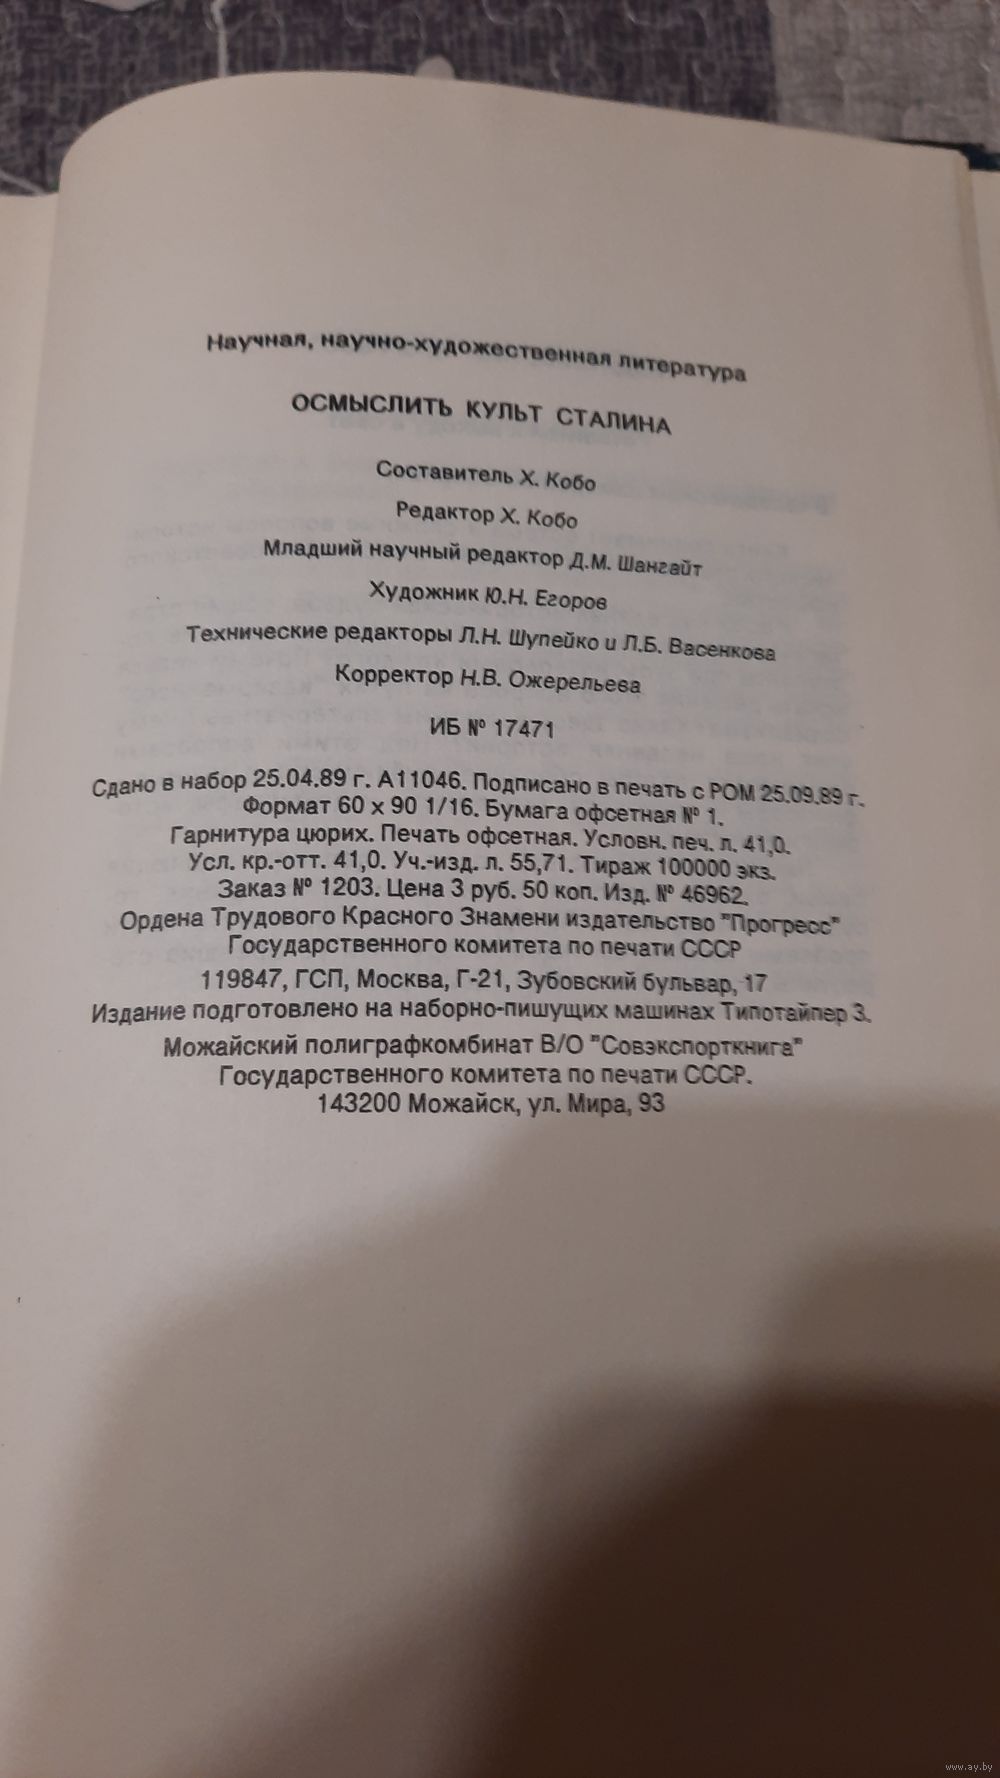 Научная, научно-художественная литература
ОСМЫСЛИТЬ КУЛЬТ СТАЛИНА
Составитель Х. Кобо
Редактор Х. Кобо
Младший научный редактор Д.М. Шангайт
Художник Ю.Н. Егоров
Технические редакторы Л.Н. Шупейко и Л.Б. Васенкова
Корректор Н.В. Ожерельева
ИБ № 17471
Сдано в набор 25.04.89 г. А11046. Подписано в печать с РОМ 25.09.89 г.
Формат 60 х 90 1/16. Бумага офсетная № 1.
Гарнитура цюрих. Печать офсетная. Условн. печ. л. 41,0.
Усл. кр.-отт. 41,0. Уч.-изд. л. 55,71. Тираж 100000 экз.
Заказ № 1203. Цена 3 руб. 50 коп. Изд. № 46962.
Ордена Трудового Красного Знамени издательство "Прогресс"
Государственного комитета по печати СССР
119847, ГСП, Москва, Г-21, Зубовский бульвар, 17
Издание подготовлено на наборно-пишущих машинах Типотайпер 3.
Можайский полиграфкомбинат В/О "Совэкспорткнига"
Государственного комитета по печати СССР.
143200 Можайск, ул. Мира, 93
www.ay.by